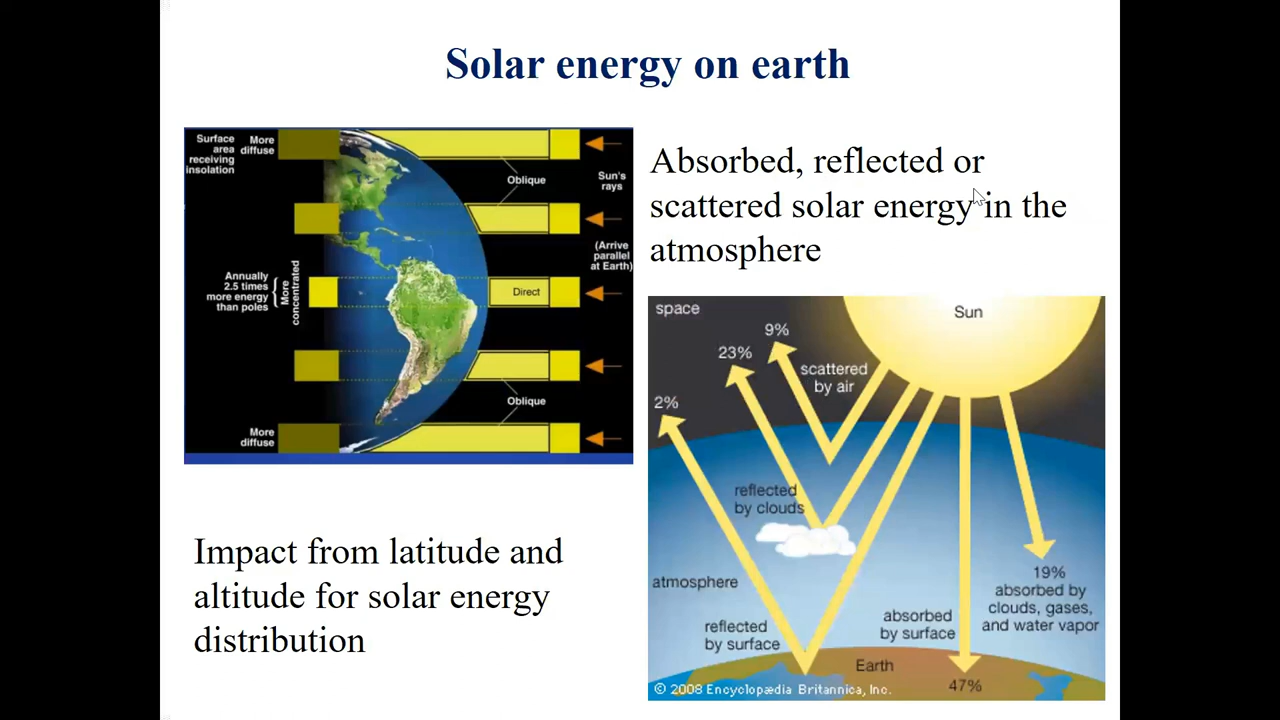 Solar energy on earth
Surface
area
receiving
insolation
More
diffuse
Oblique
Sun's
rays
(Arrive
parallel
at Earth)
Annually
2.5 times
more energy
than poles
More
concentrated
Direct
Oblique
More
diffuse
Impact from latitude and
altitude for solar energy
distribution
Absorbed, reflected or
scattered solar energy in the
atmosphere
space
Sun
9%
23%
scattered
by air
2%
reflected
by clouds
atmosphere
reflected
by surface
absorbed
by surface
19%
absorbed by
clouds, gases,
and water vapor
Earth
47%
© 2008 Encyclopædia Britannica, Inc.